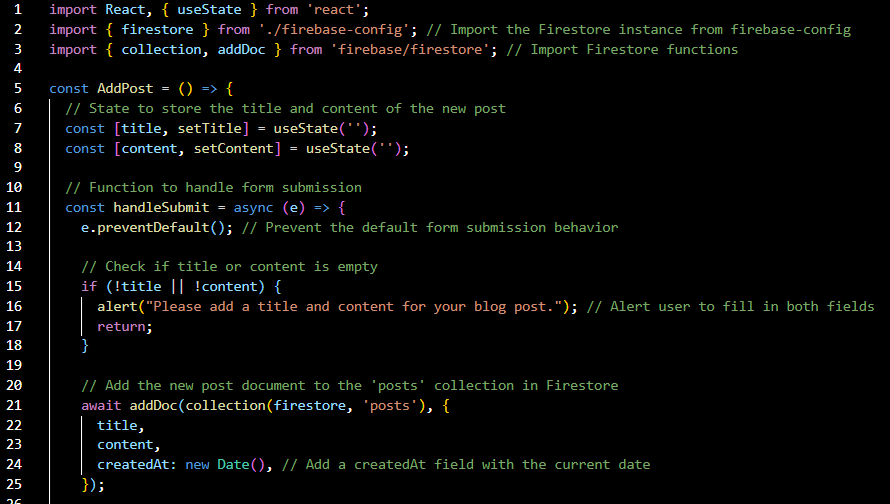 1 import React, { useState } from 'react';
2 import { firestore } from './firebase-config'; // Import the Firestore instance from firebase-config
3 import { collection, addDoc } from 'firebase/firestore'; // Import Firestore functions
4
5 const AddPost = () => {
6 // State to store the title and content of the new post
7 const [title, setTitle] = useState('');
8 const [content, setContent] = useState('');
9
10 // Function to handle form submission
11 const handleSubmit = async (e) => {
12 e.preventDefault(); // Prevent the default form submission behavior
13
14 // Check if title or content is empty
15 if (!title || !content) {
16 alert("Please add a title and content for your blog post."); // Alert user to fill in both fields
17 return;
18 }
19
20 // Add the new post document to the 'posts' collection in Firestore
21 await addDoc(collection(firestore, 'posts'), {
22 title,
23 content,
24 createdAt: new Date(), // Add a createdAt field with the current date
25 });
26